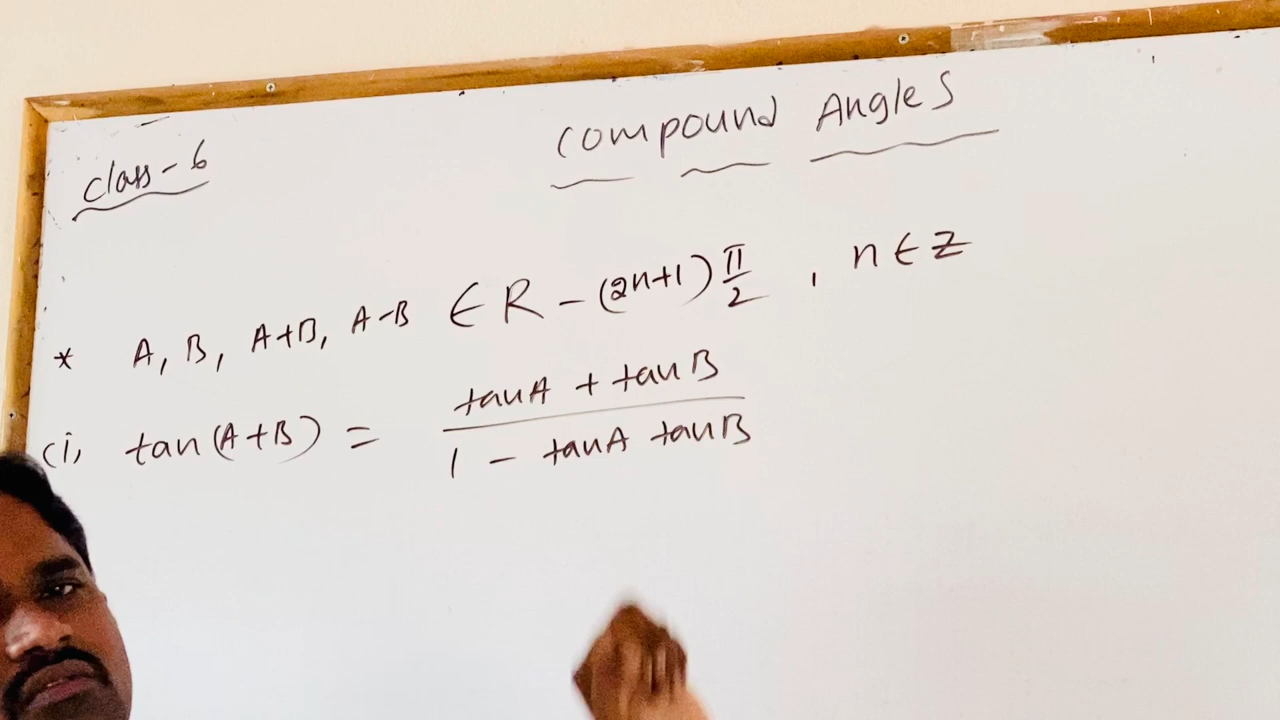 Compound Angles
Class-6
* A, B, A+B, A-B ∈ R - (2n+1) π/2 , n ∈ Z
(i, tan(A+B) = (tanA + tanB)/(1 - tanA tanB)